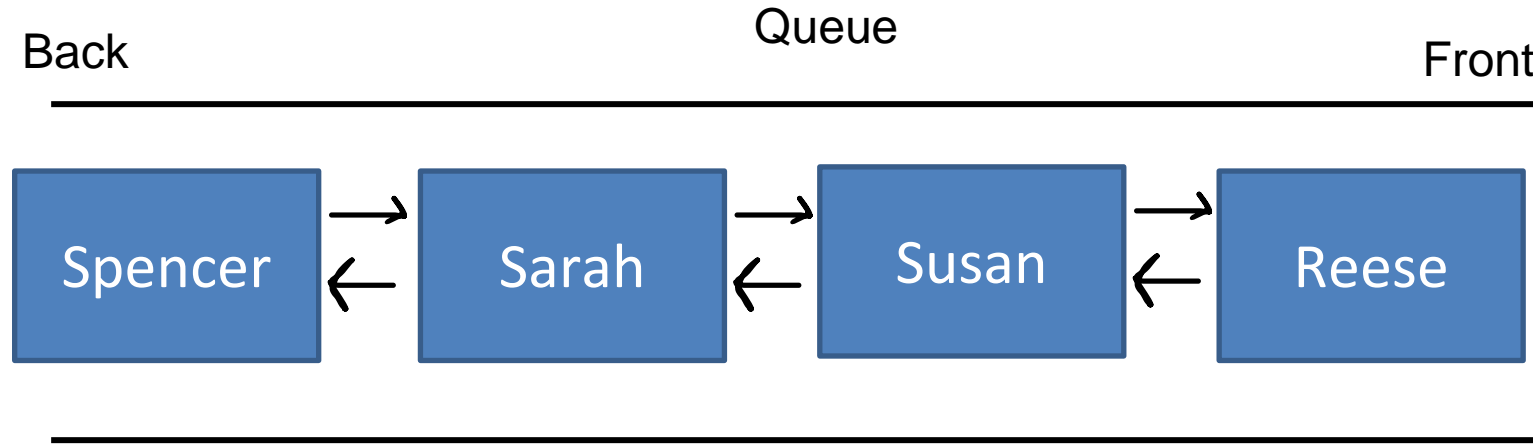 Queue
Back
Front
Spencer
Sarah
Susan
Reese